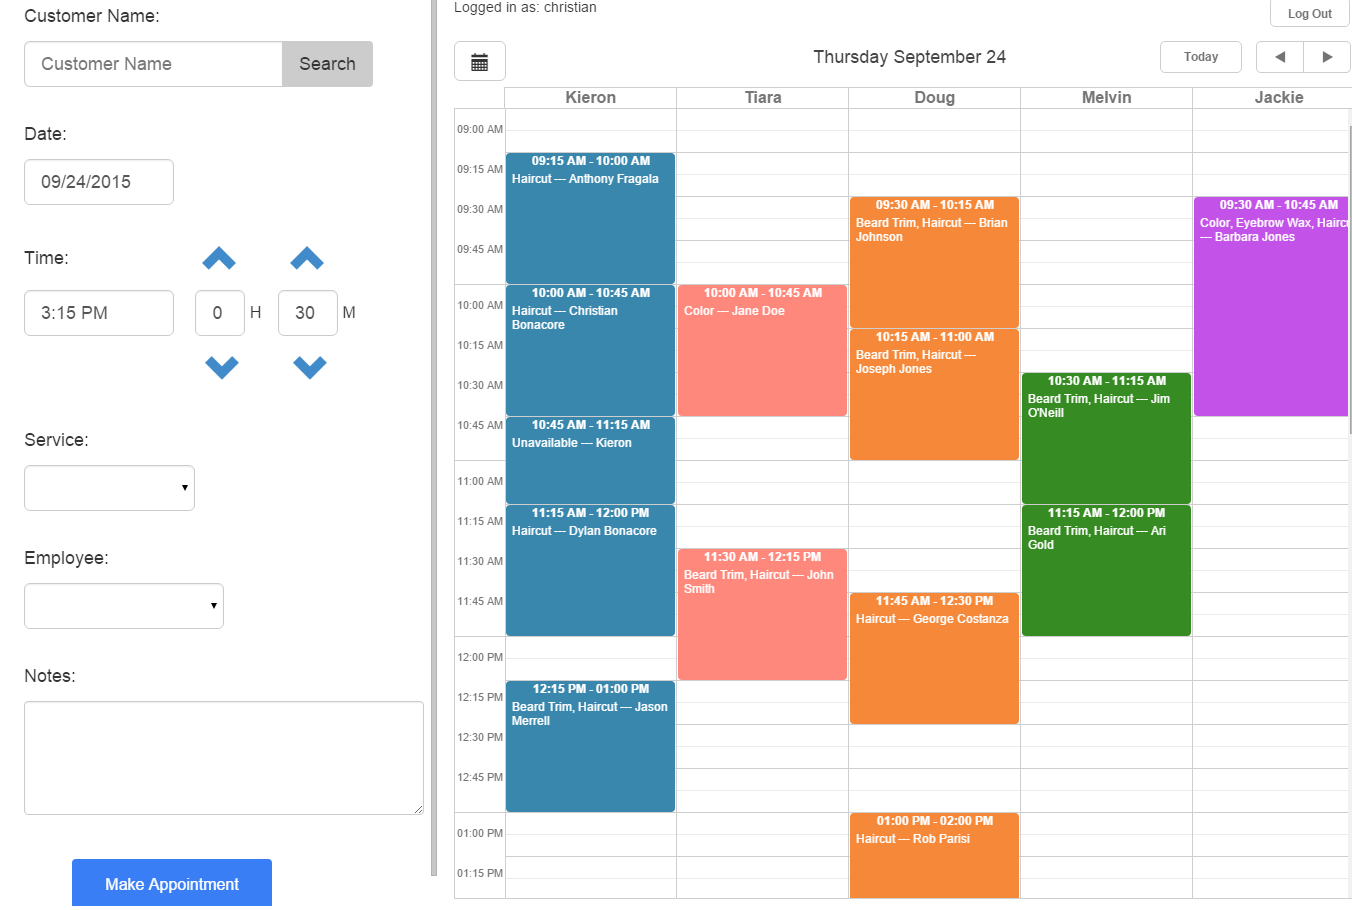 Customer Name:
Customer Name
Search
Date:
09/24/2015
Time:
3:15 PM
0 H
30 M
Service:
Employee:
Notes:
Make Appointment
Logged in as: christian
Log Out
Thursday September 24
Today
Kieron
Tiara
Doug
Melvin
Jackie
09:00 AM
09:15 AM
09:30 AM
09:45 AM
10:00 AM
10:15 AM
10:30 AM
10:45 AM
11:00 AM
11:15 AM
11:30 AM
11:45 AM
12:00 PM
12:15 PM
12:30 PM
12:45 PM
01:00 PM
01:15 PM
09:15 AM - 10:00 AM
Haircut — Anthony Fragala
10:00 AM - 10:45 AM
Haircut — Christian
Bonacore
10:45 AM - 11:15 AM
Unavailable — Kieron
11:15 AM - 12:00 PM
Haircut — Dylan Bonacore
12:15 PM - 01:00 PM
Beard Trim, Haircut — Jason
Merrell
10:00 AM - 10:45 AM
Color — Jane Doe
11:30 AM - 12:15 PM
Beard Trim, Haircut — John
Smith
09:30 AM - 10:15 AM
Beard Trim, Haircut — Brian
Johnson
10:15 AM - 11:00 AM
Beard Trim, Haircut —
Joseph Jones
11:45 AM - 12:30 PM
Haircut — George Costanza
01:00 PM - 02:00 PM
Haircut — Rob Parisi
10:30 AM - 11:15 AM
Beard Trim, Haircut — Jim
O'Neill
11:15 AM - 12:00 PM
Beard Trim, Haircut — Ari
Gold
09:30 AM - 10:45 AM
Color, Eyebrow Wax, Hairc
— Barbara Jones